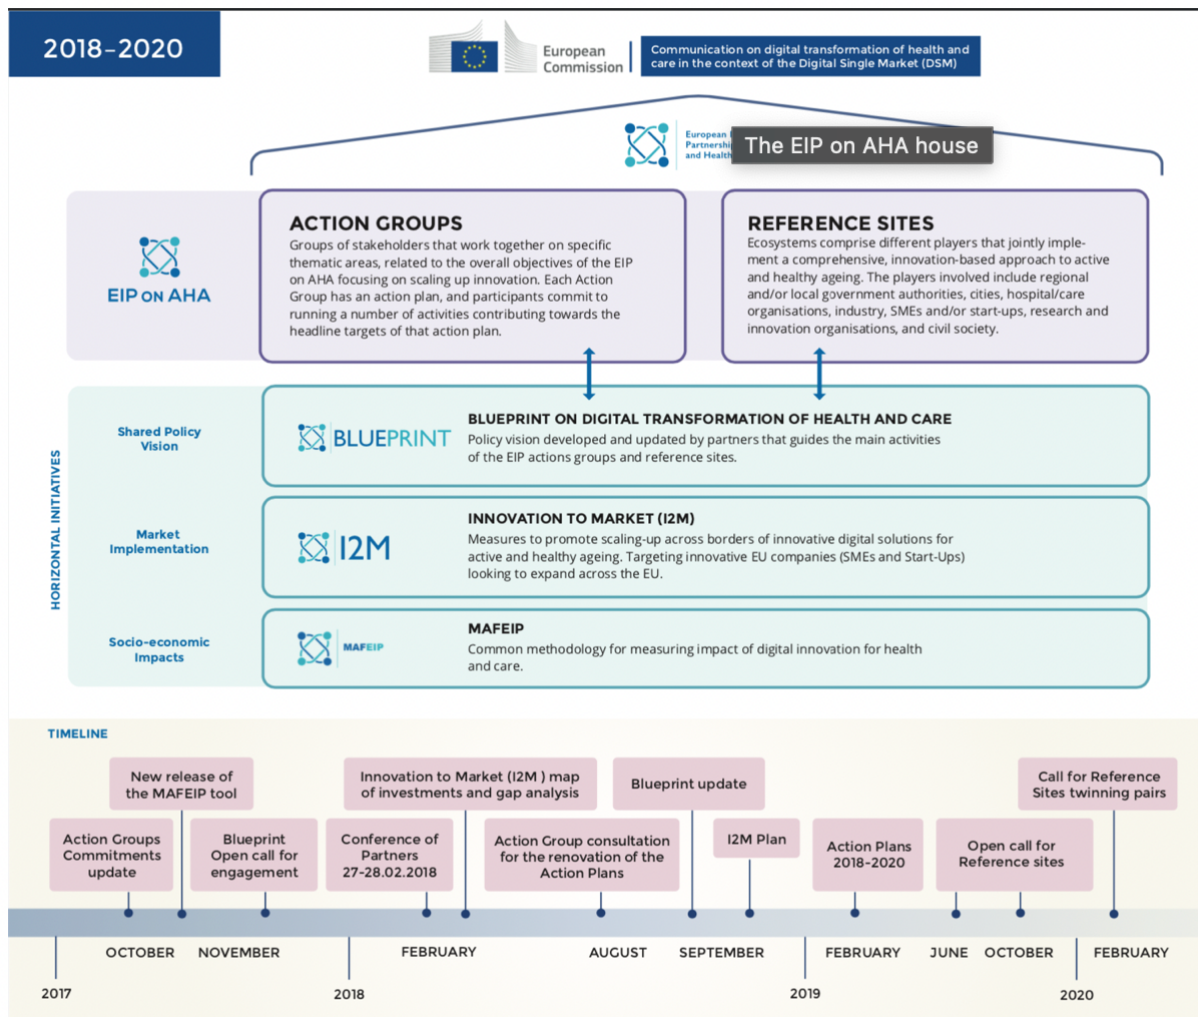 2018–2020
European
Commission
Communication on digital transformation of health and
care in the context of the Digital Single Market (DSM)
European
Partnership
and Health
The EIP on AHA house
EIP ON AHA
ACTION GROUPS
Groups of stakeholders that work together on specific
thematic areas, related to the overall objectives of the EIP
on AHA focusing on scaling up innovation. Each Action
Group has an action plan, and participants commit to
running a number of activities contributing towards the
headline targets of that action plan.
REFERENCE SITES
Ecosystems comprise different players that jointly imple-
ment a comprehensive, innovation-based approach to active
and healthy ageing. The players involved include regional
and/or local government authorities, cities, hospital/care
organisations, industry, SMEs and/or start-ups, research and
innovation organisations, and civil society.
HORIZONTAL INITIATIVES
Shared Policy
Vision
BLUEPRINT
BLUEPRINT ON DIGITAL TRANSFORMATION OF HEALTH AND CARE
Policy vision developed and updated by partners that guides the main activities
of the EIP actions groups and reference sites.
Market
Implementation
I2M
INNOVATION TO MARKET (I2M)
Measures to promote scaling-up across borders of innovative digital solutions for
active and healthy ageing. Targeting innovative EU companies (SMEs and Start-Ups)
looking to expand across the EU.
Socio-economic
Impacts
MAFEIP
MAFEIP
Common methodology for measuring impact of digital innovation for health
and care.
TIMELINE
New release of
the MAFEIP tool
Innovation to Market (I2M ) map
of investments and gap analysis
Blueprint update
Call for Reference
Sites twinning pairs
Action Groups
Commitments
update
Blueprint
Open call for
engagement
Conference of
Partners
27-28.02.2018
Action Group consultation
for the renovation of the
Action Plans
I2M Plan
Action Plans
2018-2020
Open call for
Reference sites
OCTOBER
NOVEMBER
FEBRUARY
AUGUST
SEPTEMBER
FEBRUARY
JUNE
OCTOBER
FEBRUARY
2017
2018
2019
2020